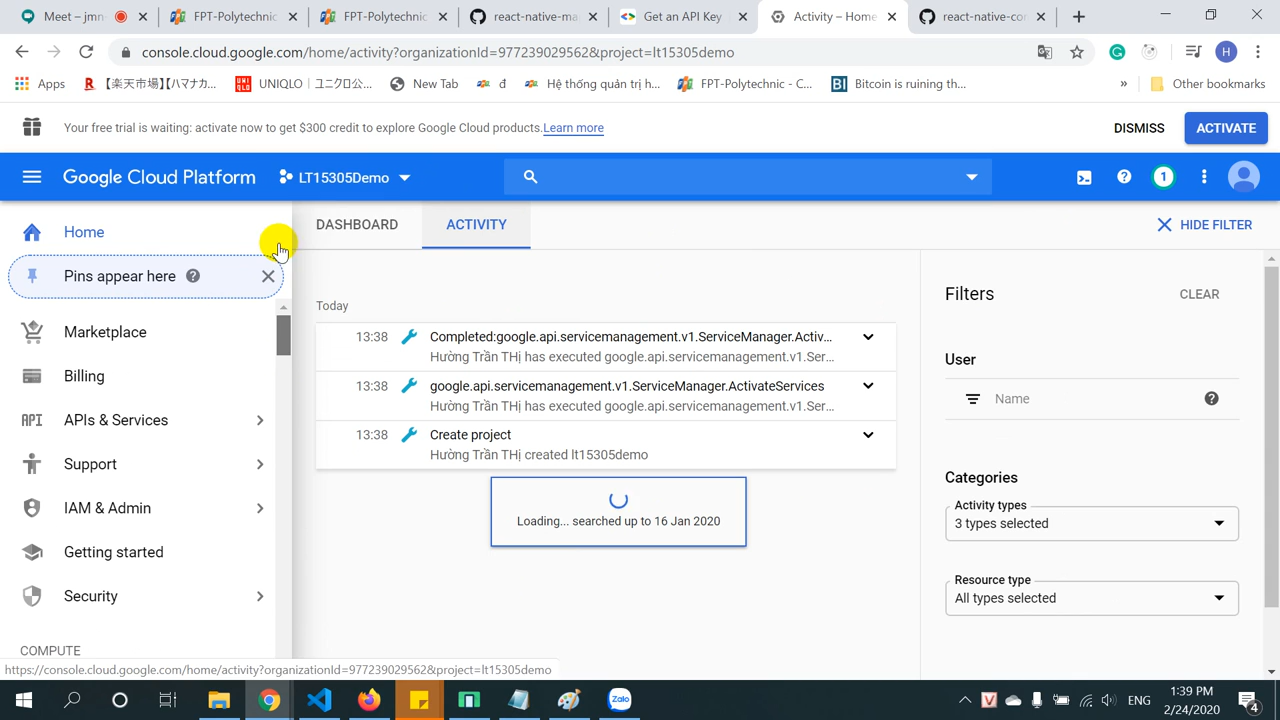 Meet – jmn
FPT-Polytechnic
FPT-Polytechnic
react-native-ma
Get an API Key
Activity – Home
react-native-co
console.cloud.google.com/home/activity?organizationId=977239029562&project=lt15305demo
H
Apps
【楽天市場】【ハマナカ...
UNIQLO | ユニクロ公...
New Tab
đ
Hệ thống quản trị h...
FPT-Polytechnic - C...
BI
Bitcoin is ruining th...
»
Other bookmarks
Your free trial is waiting: activate now to get $300 credit to explore Google Cloud products. Learn more
DISMISS
ACTIVATE
Google Cloud Platform
LT15305Demo
1
Home
Pins appear here
Marketplace
Billing
API
APIs & Services
Support
IAM & Admin
Getting started
Security
COMPUTE
DASHBOARD
ACTIVITY
HIDE FILTER
Today
13:38
Completed:google.api.servicemanagement.v1.ServiceManager.Activ...
Hường Trần THị has executed google.api.servicemanagement.v1.Ser...
13:38
google.api.servicemanagement.v1.ServiceManager.ActivateServices
Hường Trần THị has executed google.api.servicemanagement.v1.Ser...
13:38
Create project
Hường Trần THị created lt15305demo
Loading... searched up to 16 Jan 2020
Filters
CLEAR
User
Name
Categories
Activity types
3 types selected
Resource type
All types selected
https://console.cloud.google.com/home/activity?organizationId=977239029562&project=lt15305demo
Zalo
ENG
1:39 PM
2/24/2020
4